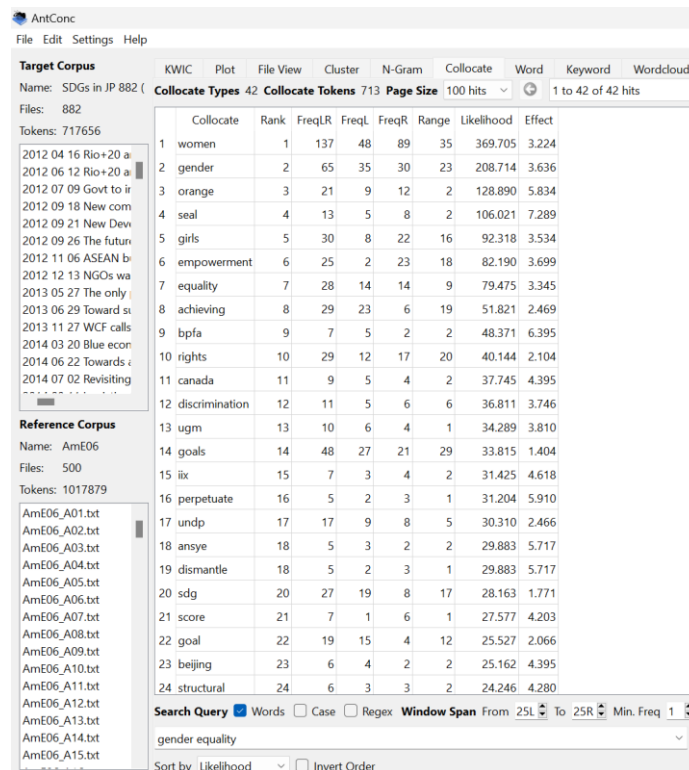 AntConc
File Edit Settings Help
Target Corpus
Name: SDGs in JP 882 (
Files: 882
Tokens: 717656
2012 04 16 Rio+20 a
2012 06 12 Rio+20 a
2012 07 09 Govt to i
2012 09 18 New com
2012 09 21 New Dev
2012 09 26 The futur
2012 11 06 ASEAN b
2012 12 13 NGOs wa
2013 05 27 The only
2013 06 29 Toward su
2013 11 27 WCF calls
2014 03 20 Blue econ
2014 06 22 Towards a
2014 07 02 Revisiting
Reference Corpus
Name: AmE06
Files: 500
Tokens: 1017879
AmE06_A01.txt
AmE06_A02.txt
AmE06_A03.txt
AmE06_A04.txt
AmE06_A05.txt
AmE06_A06.txt
AmE06_A07.txt
AmE06_A08.txt
AmE06_A09.txt
AmE06_A10.txt
AmE06_A11.txt
AmE06_A12.txt
AmE06_A13.txt
AmE06_A14.txt
AmE06_A15.txt
KWIC Plot File View Cluster N-Gram Collocate Word Keyword Wordcloud
Collocate Types 42 Collocate Tokens 713 Page Size 100 hits 1 to 42 of 42 hits
Collocate Rank FreqLR FreqL FreqR Range Likelihood Effect
1 women 1 137 48 89 35 369.705 3.224
2 gender 2 65 35 30 23 208.714 3.636
3 orange 3 21 9 12 2 128.890 5.834
4 seal 4 13 5 8 2 106.021 7.289
5 girls 5 30 8 22 16 92.318 3.534
6 empowerment 6 25 2 23 18 82.190 3.699
7 equality 7 28 14 14 9 79.475 3.345
8 achieving 8 29 23 6 19 51.821 2.469
9 bpfa 9 7 5 2 2 48.371 6.395
10 rights 10 29 12 17 20 40.144 2.104
11 canada 11 9 5 4 2 37.745 4.395
12 discrimination 12 11 5 6 6 36.811 3.746
13 ugm 13 10 6 4 1 34.289 3.810
14 goals 14 48 27 21 29 33.815 1.404
15 iix 15 7 3 4 2 31.425 4.618
16 perpetuate 16 5 2 3 1 31.204 5.910
17 undp 17 17 9 8 5 30.310 2.466
18 ansye 18 5 3 2 2 29.883 5.717
19 dismantle 18 5 2 3 1 29.883 5.717
20 sdg 20 27 19 8 17 28.163 1.771
21 score 21 7 1 6 1 27.577 4.203
22 goal 22 19 15 4 12 25.527 2.066
23 beijing 23 6 4 2 2 25.162 4.395
24 structural 24 6 3 3 2 24.246 4.280
Search Query Words Case Regex Window Span From 25L To 25R Min. Freq 1
gender equality
Sort by Likelihood Invert Order